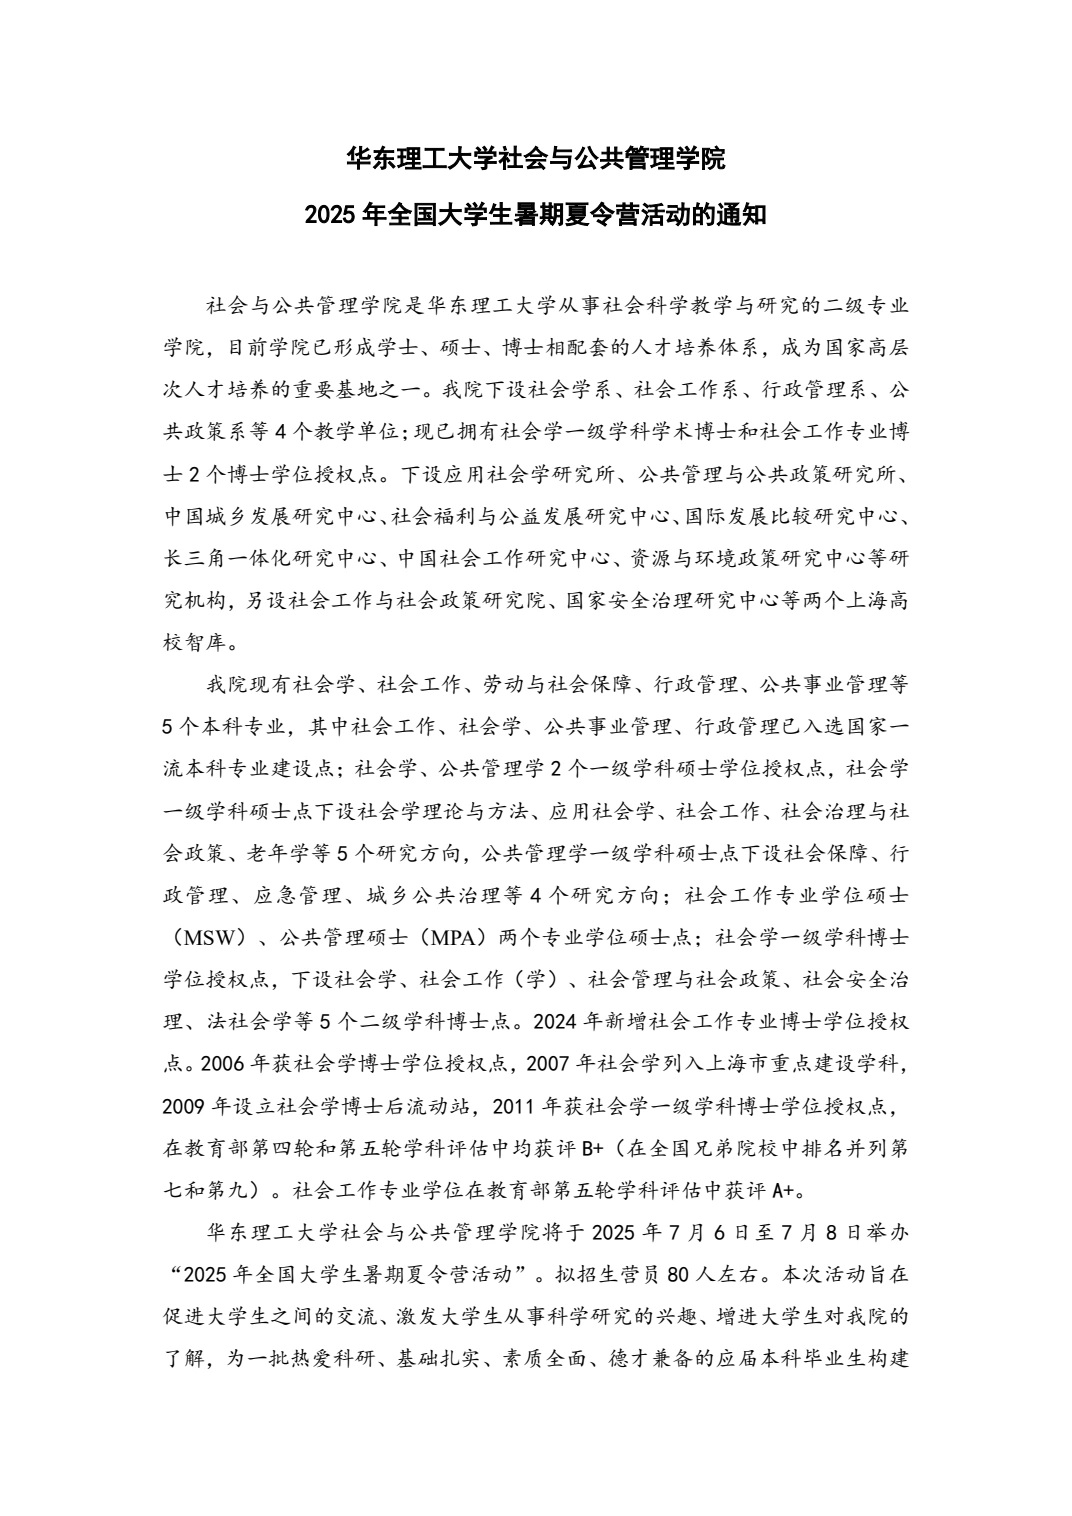 华东理工大学社会与公共管理学院
2025 年全国大学生暑期夏令营活动的通知
社会与公共管理学院是华东理工大学从事社会科学教学与研究的二级专业
学院，目前学院已形成学士、硕士、博士相配套的人才培养体系，成为国家高层
次人才培养的重要基地之一。我院下设社会学系、社会工作系、行政管理系、公
共政策系等 4 个教学单位；现已拥有社会学一级学科学术博士和社会工作专业博
士 2 个博士学位授权点。下设应用社会学研究所、公共管理与公共政策研究所、
中国城乡发展研究中心、社会福利与公益发展研究中心、国际发展比较研究中心、
长三角一体化研究中心、中国社会工作研究中心、资源与环境政策研究中心等研
究机构，另设社会工作与社会政策研究院、国家安全治理研究中心等两个上海高
校智库。
我院现有社会学、社会工作、劳动与社会保障、行政管理、公共事业管理等
5 个本科专业，其中社会工作、社会学、公共事业管理、行政管理已入选国家一
流本科专业建设点；社会学、公共管理学 2 个一级学科硕士学位授权点，社会学
一级学科硕士点下设社会学理论与方法、应用社会学、社会工作、社会治理与社
会政策、老年学等 5 个研究方向，公共管理学一级学科硕士点下设社会保障、行
政管理、应急管理、城乡公共治理等 4 个研究方向；社会工作专业学位硕士
（MSW）、公共管理硕士（MPA）两个专业学位硕士点；社会学一级学科博士
学位授权点，下设社会学、社会工作（学）、社会管理与社会政策、社会安全治
理、法社会学等 5 个二级学科博士点。2024 年新增社会工作专业博士学位授权
点。2006 年获社会学博士学位授权点，2007 年社会学列入上海市重点建设学科，
2009 年设立社会学博士后流动站，2011 年获社会学一级学科博士学位授权点，
在教育部第四轮和第五轮学科评估中均获评 B+（在全国兄弟院校中排名并列第
七和第九）。社会工作专业学位在教育部第五轮学科评估中获评 A+。
华东理工大学社会与公共管理学院将于 2025 年 7 月 6 日至 7 月 8 日举办
“2025 年全国大学生暑期夏令营活动”。拟招生营员 80 人左右。本次活动旨在
促进大学生之间的交流、激发大学生从事科学研究的兴趣、增进大学生对我院的
了解，为一批热爱科研、基础扎实、素质全面、德才兼备的应届本科毕业生构建